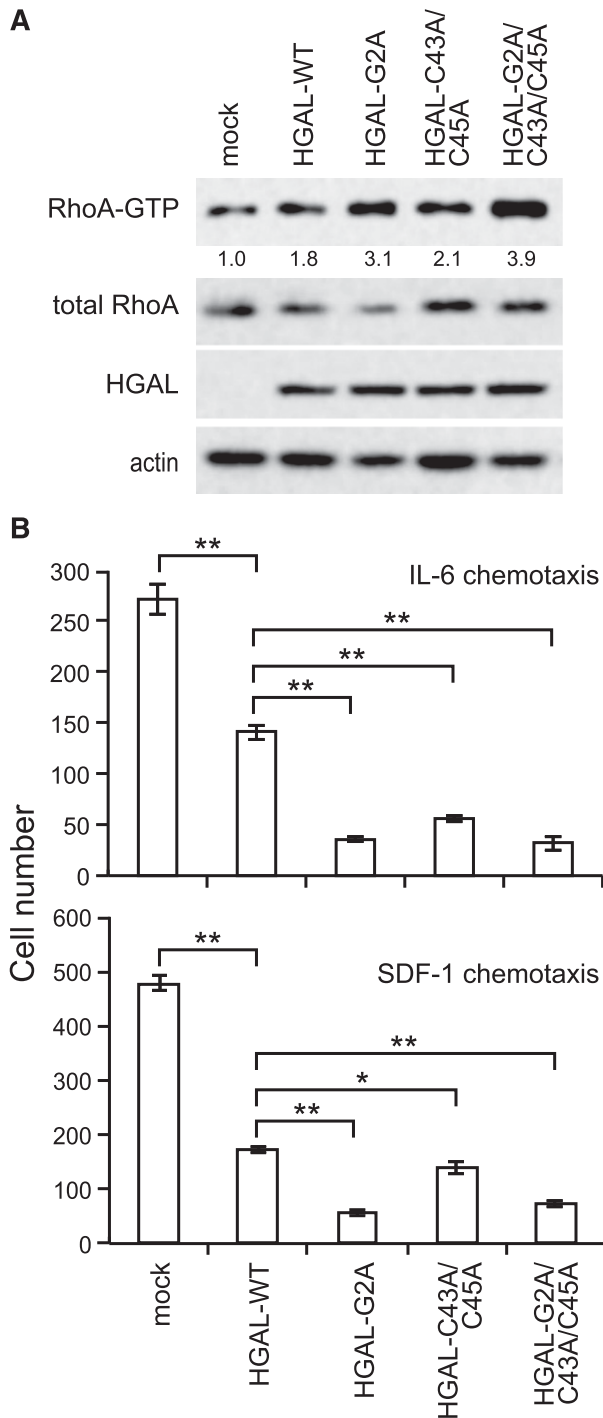 A
mock
HGAL-WT
HGAL-G2A
HGAL-C43A/
C45A
HGAL-G2A/
C43A/C45A
RhoA-GTP
1.0 1.8 3.1 2.1 3.9
total RhoA
HGAL
actin
B
IL-6 chemotaxis
**
**
**
**
300
250
200
150
100
50
0
Cell number
SDF-1 chemotaxis
**
**
*
**
600
500
400
300
200
100
0
mock
HGAL-WT
HGAL-G2A
HGAL-C43A/
C45A
HGAL-G2A/
C43A/C45A